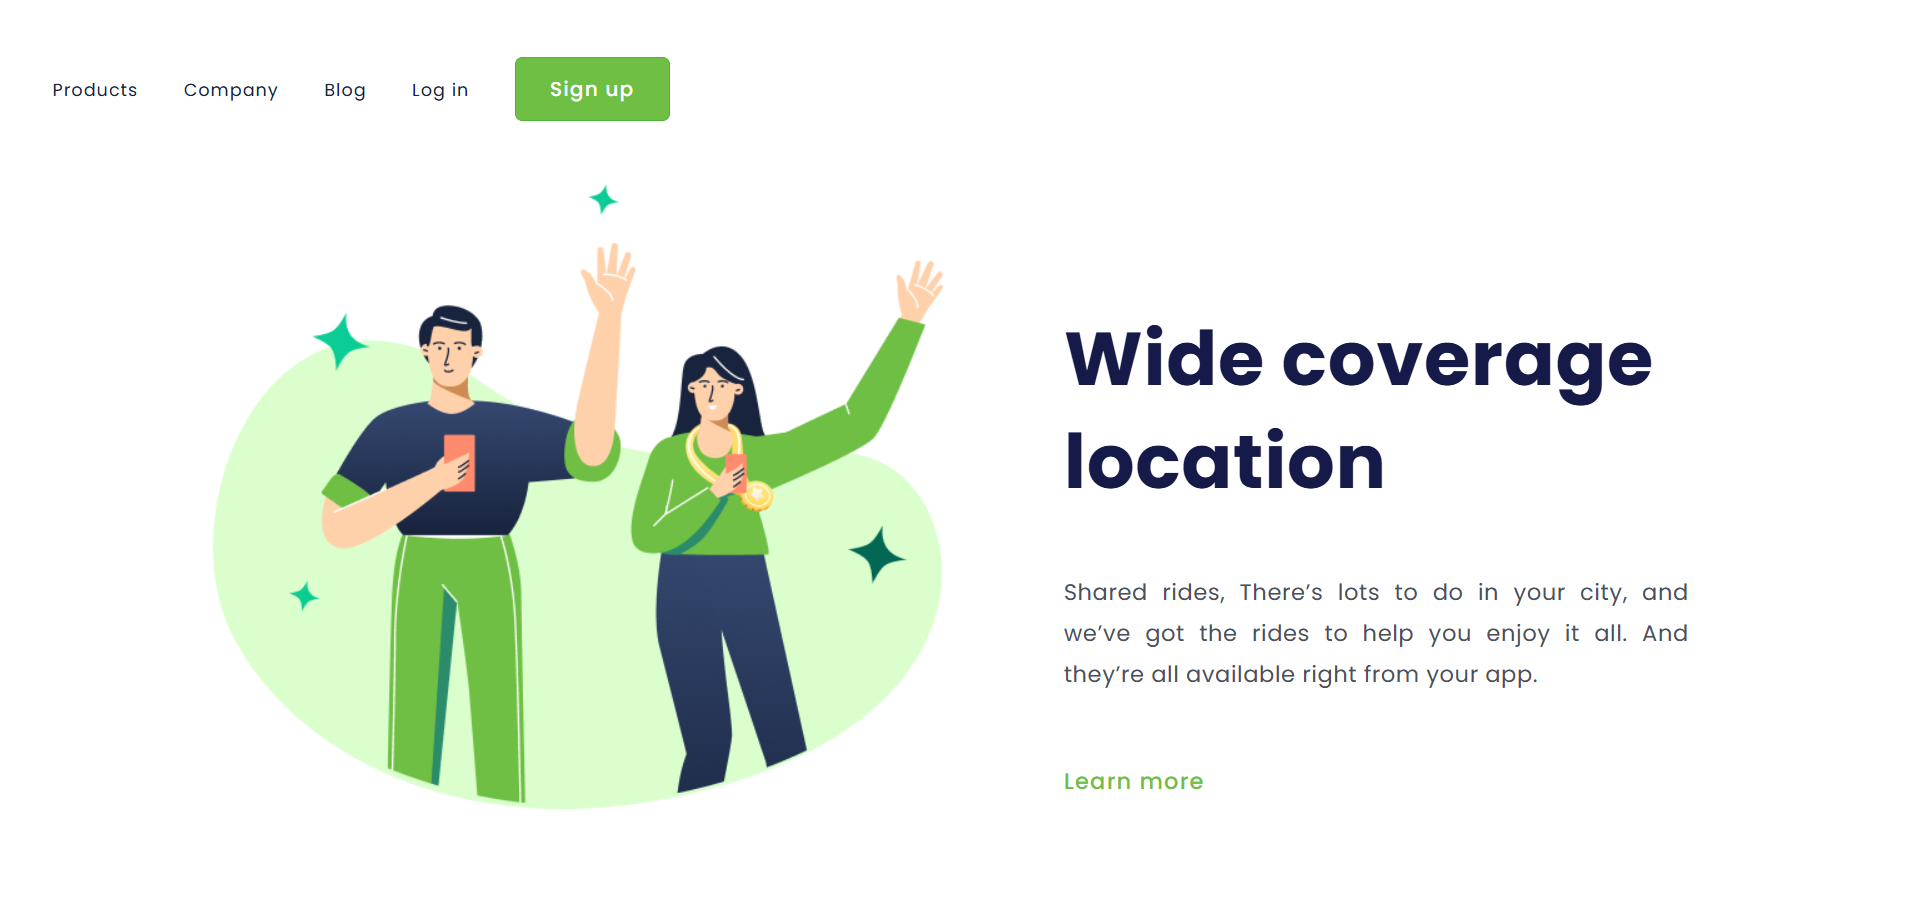 Products
Company
Blog
Log in
Sign up
Wide coverage
location
Shared rides, There’s lots to do in your city, and
we’ve got the rides to help you enjoy it all. And
they’re all available right from your app.
Learn more